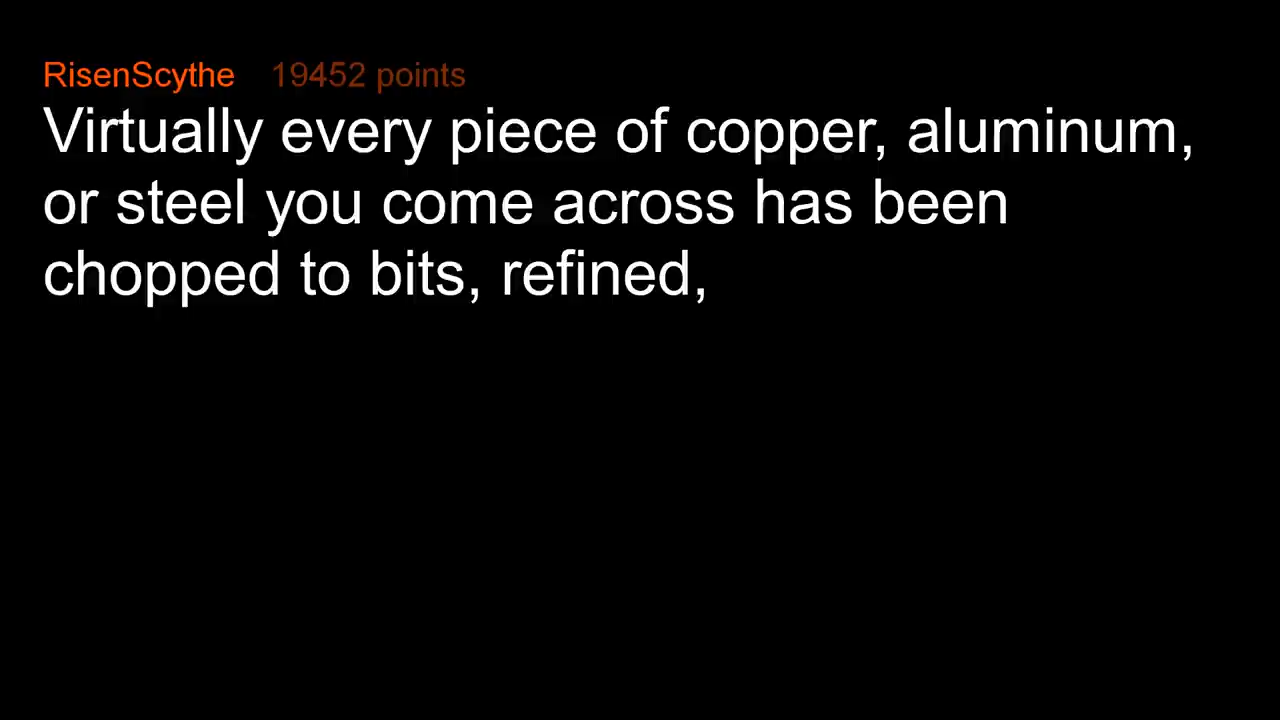 RisenScythe 19452 points
Virtually every piece of copper, aluminum,
or steel you come across has been
chopped to bits, refined,